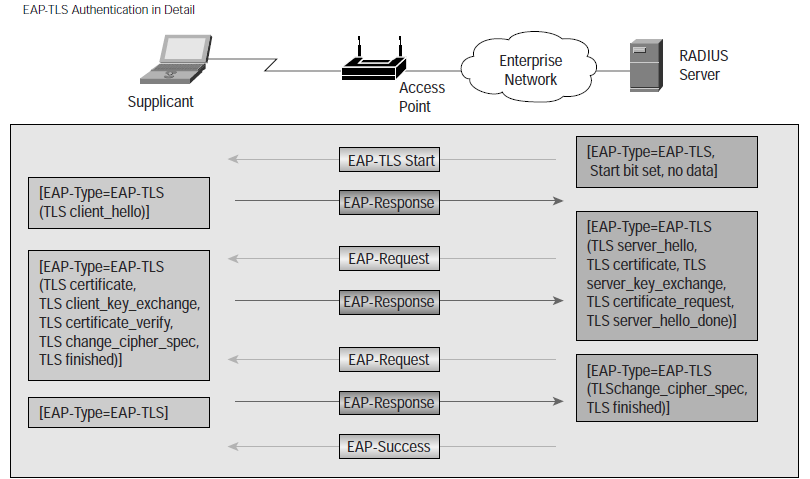 EAP-TLS Authentication in Detail
Supplicant
Access
Point
Enterprise
Network
RADIUS
Server
EAP-TLS Start
[EAP-Type=EAP-TLS,
Start bit set, no data]
[EAP-Type=EAP-TLS
(TLS client_hello)]
EAP-Response
EAP-Request
[EAP-Type=EAP-TLS
(TLS server_hello,
TLS certificate, TLS
server_key_exchange,
TLS certificate_request,
TLS server_hello_done)]
[EAP-Type=EAP-TLS
(TLS certificate,
TLS client_key_exchange,
TLS certificate_verify,
TLS change_cipher_spec,
TLS finished)]
EAP-Response
EAP-Request
[EAP-Type=EAP-TLS
(TLSchange_cipher_spec,
TLS finished)]
[EAP-Type=EAP-TLS]
EAP-Response
EAP-Success